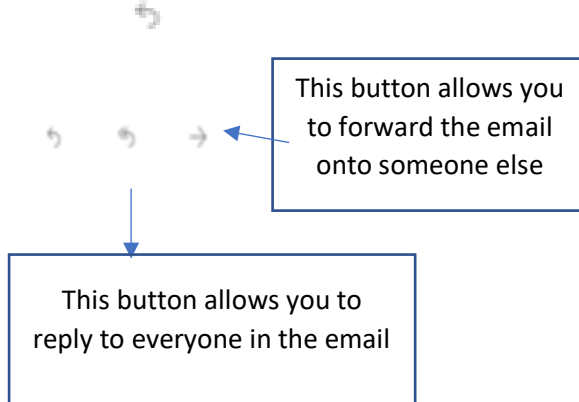 This button allows you
to forward the email
onto someone else
This button allows you to
reply to everyone in the email